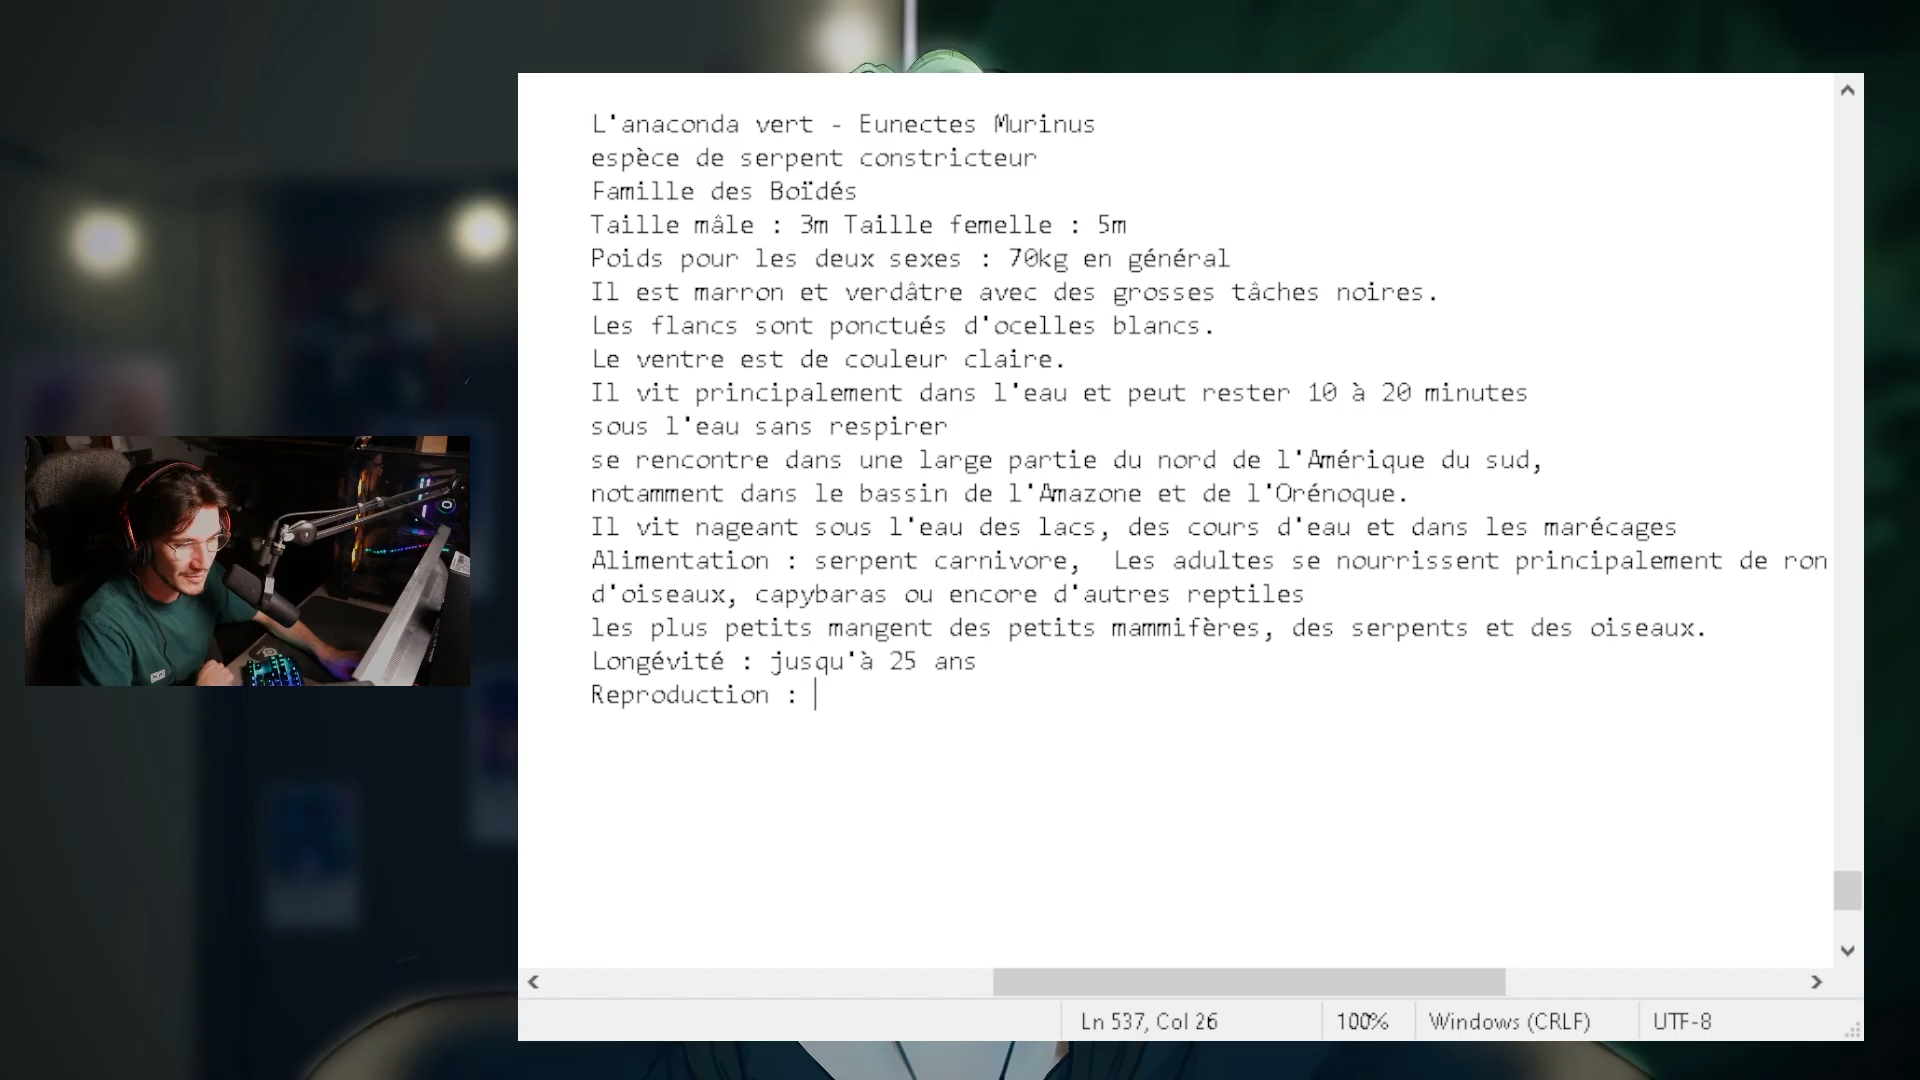 L'anaconda vert - Eunectes Murinus
espèce de serpent constricteur
Famille des Boïdés
Taille mâle : 3m Taille femelle : 5m
Poids pour les deux sexes : 70kg en général
Il est marron et verdâtre avec des grosses tâches noires.
Les flancs sont ponctués d'ocelles blancs.
Le ventre est de couleur claire.
Il vit principalement dans l'eau et peut rester 10 à 20 minutes
sous l'eau sans respirer
se rencontre dans une large partie du nord de l'Amérique du sud,
notamment dans le bassin de l'Amazone et de l'Orénoque.
Il vit nageant sous l'eau des lacs, des cours d'eau et dans les marécages
Alimentation : serpent carnivore,  Les adultes se nourrissent principalement de ron
d'oiseaux, capybaras ou encore d'autres reptiles
les plus petits mangent des petits mammifères, des serpents et des oiseaux.
Longévité : jusqu'à 25 ans
Reproduction :
Ln 537, Col 26
100%
Windows (CRLF)
UTF-8